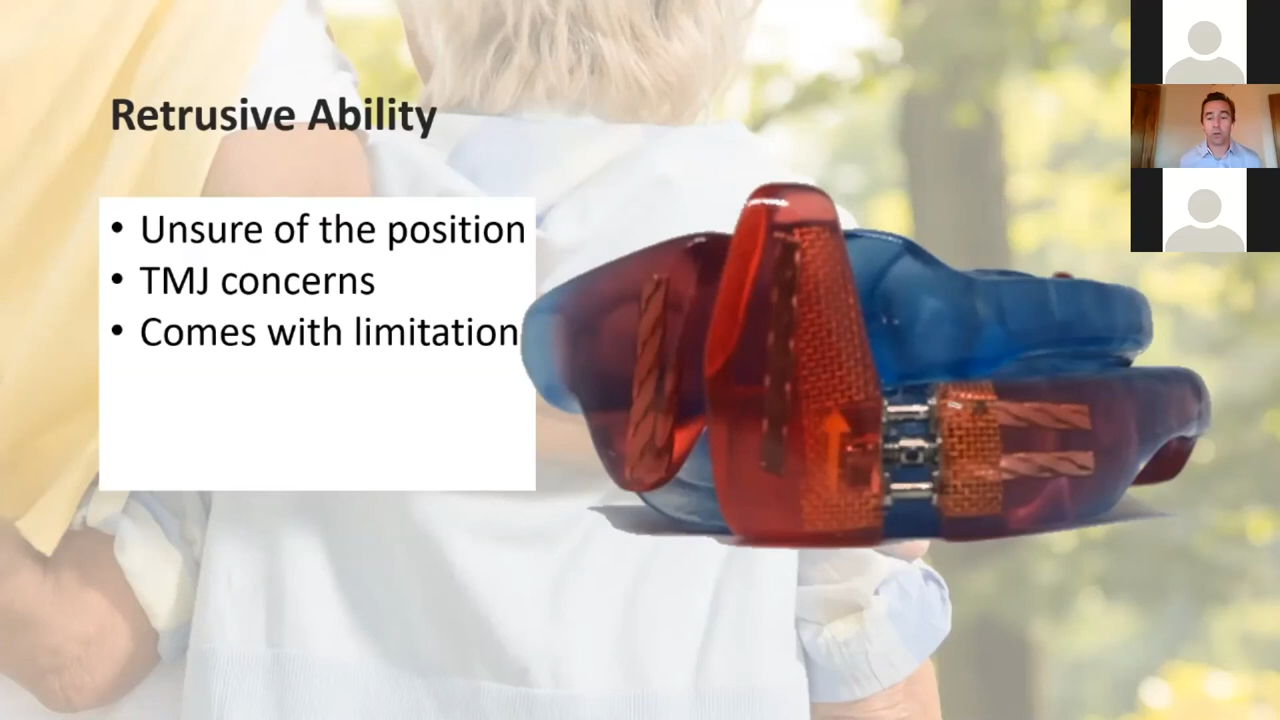 Retrusive Ability
• Unsure of the position
• TMJ concerns
• Comes with limitation